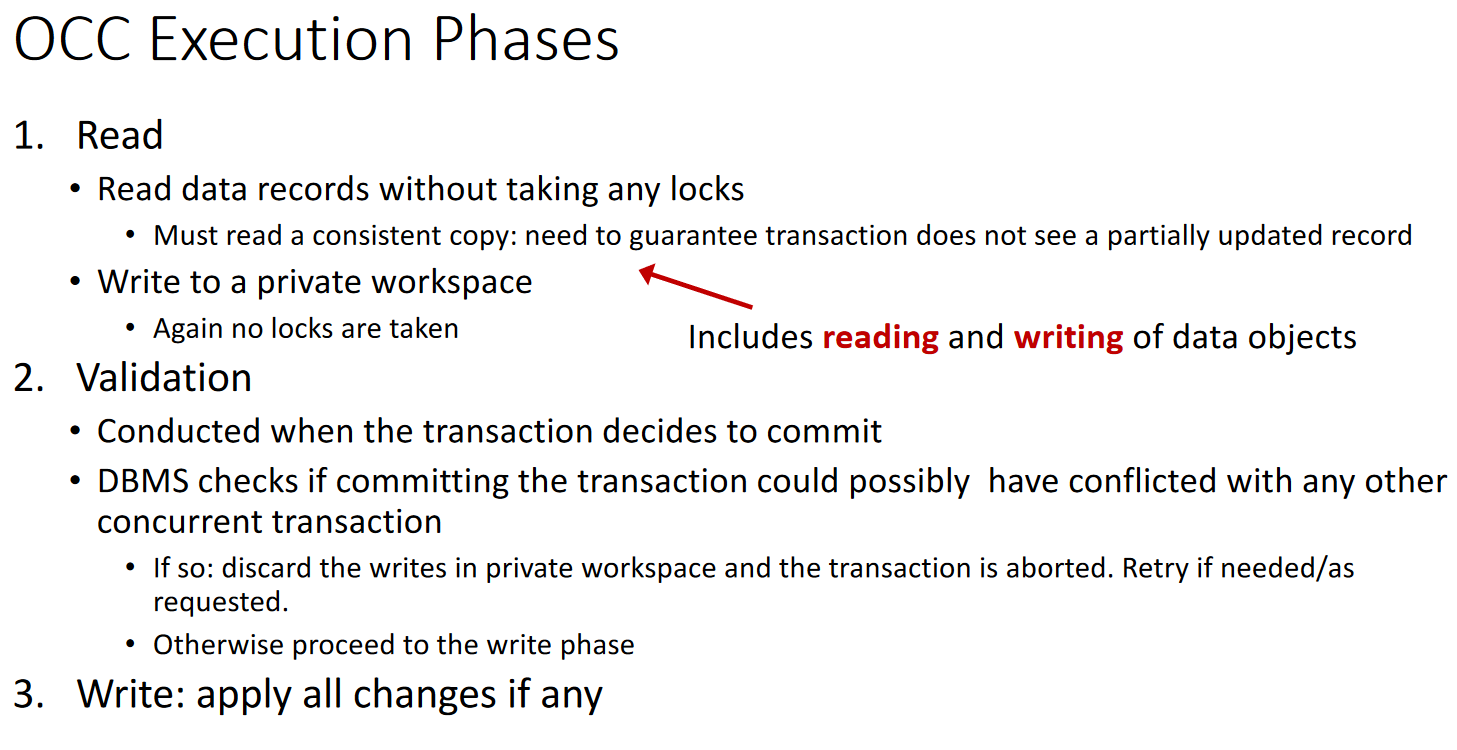 OCC Execution Phases
1. Read
• Read data records without taking any locks
• Must read a consistent copy: need to guarantee transaction does not see a partially updated record
• Write to a private workspace
• Again no locks are taken
Includes reading and writing of data objects
2. Validation
• Conducted when the transaction decides to commit
• DBMS checks if committing the transaction could possibly  have conflicted with any other
concurrent transaction
• If so: discard the writes in private workspace and the transaction is aborted. Retry if needed/as
requested.
• Otherwise proceed to the write phase
3. Write: apply all changes if any